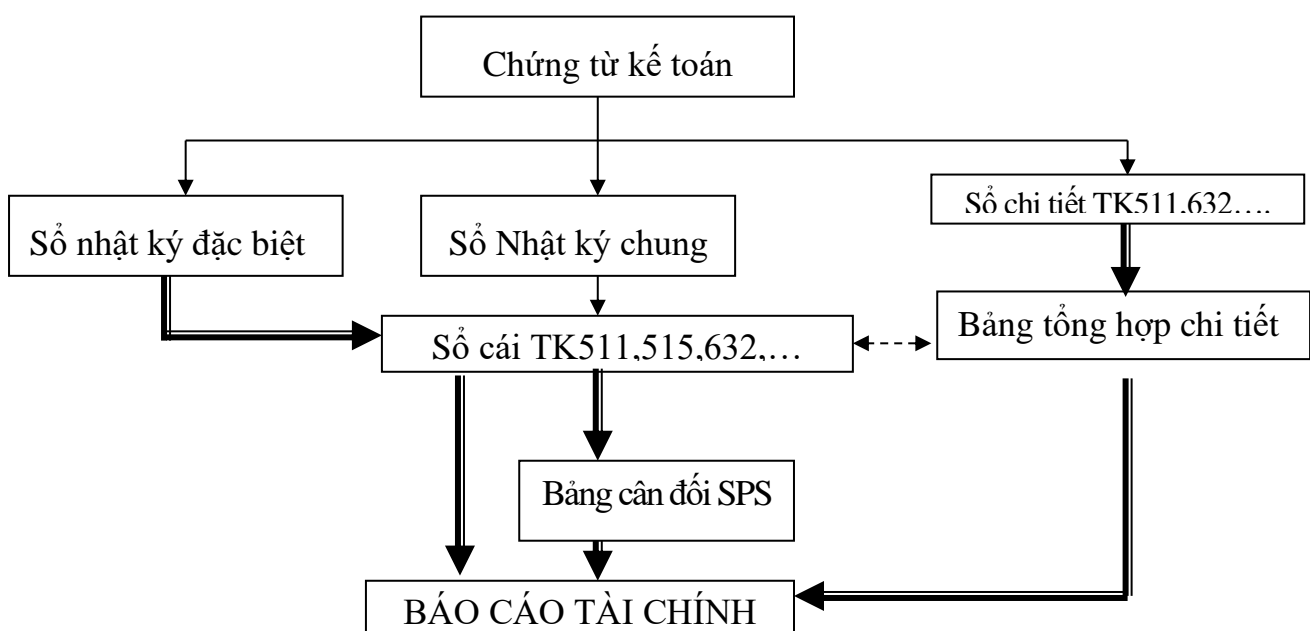 Chứng từ kế toán
Sổ chi tiết TK511,632….
Sổ nhật ký đặc biệt
Sổ Nhật ký chung
Bảng tổng hợp chi tiết
Sổ cái TK511,515,632,…
Bảng cân đối SPS
BÁO CÁO TÀI CHÍNH